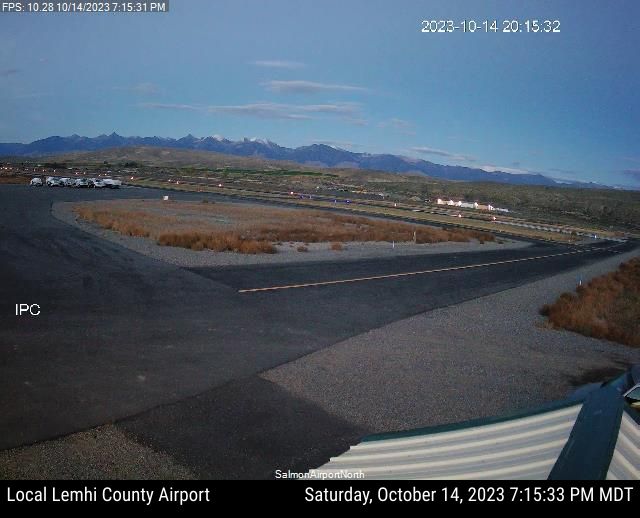 FPS: 10.28 10/14/2023 7:15:31 PM
2023-10-14 20:15:32
IPC
SalmonAirportNorth
Local Lemhi County Airport Saturday, October 14, 2023 7:15:33 PM MDT